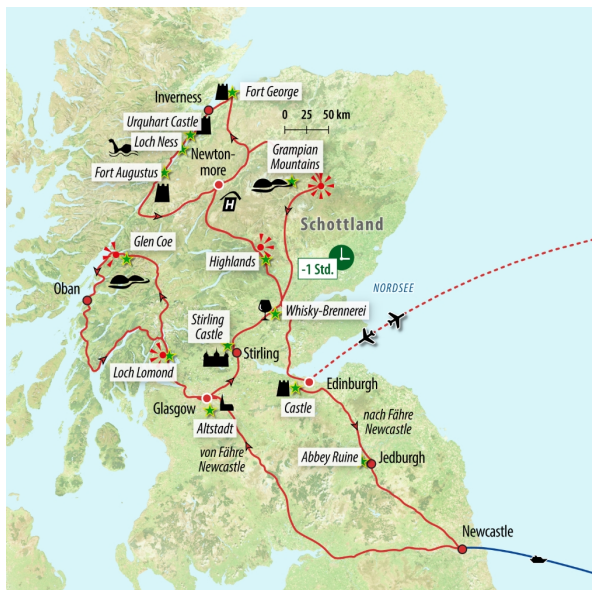 Fort George
Inverness
Urquhart Castle
0 25 50 km
Loch Ness
Newton-
more
Grampian
Mountains
Fort Augustus
H
Schottland
Glen Coe
Highlands
-1 Std.
Oban
NORDSEE
Whisky-Brennerei
Stirling
Castle
Stirling
Loch Lomond
Edinburgh
Glasgow
Castle
Altstadt
nach Fähre
Newcastle
von Fähre
Newcastle
Abbey Ruine
Jedburgh
Newcastle